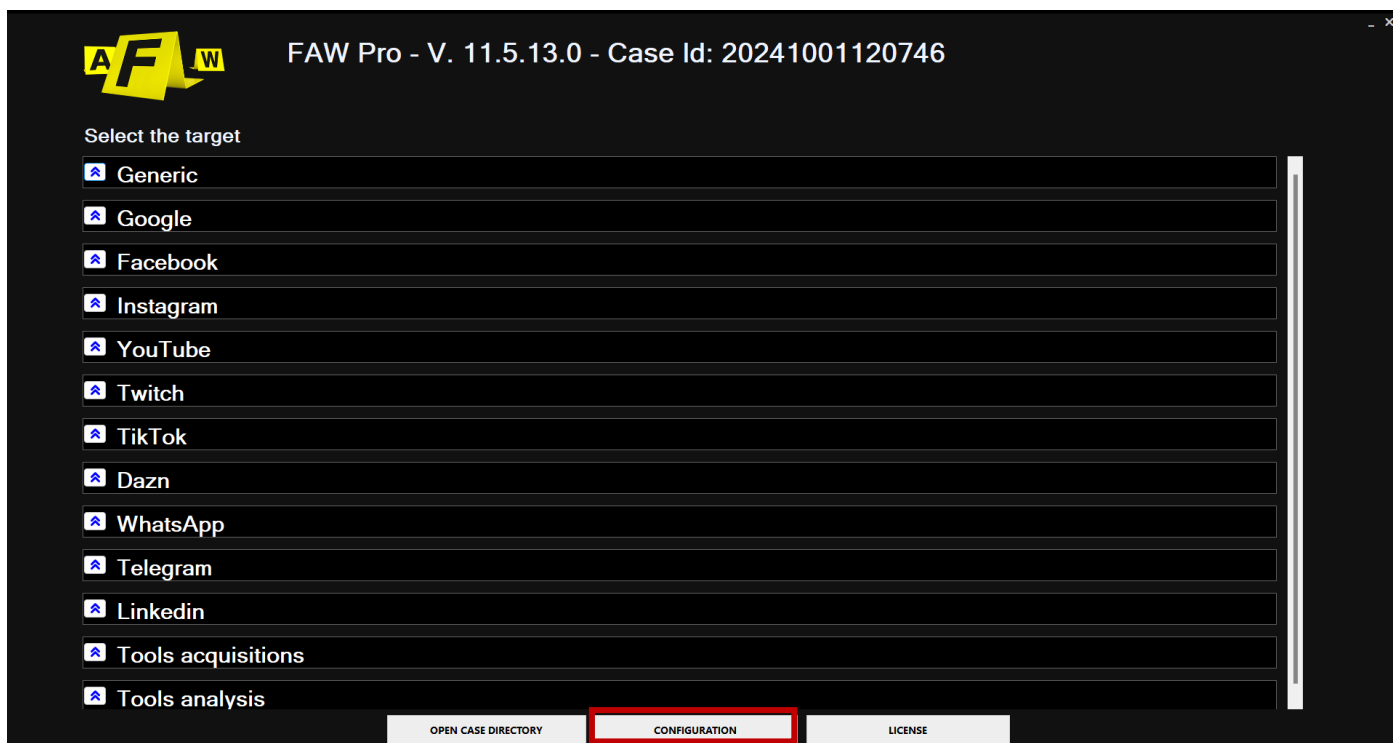 A F W
FAW Pro - V. 11.5.13.0 - Case Id: 20241001120746
Select the target
Generic
Google
Facebook
Instagram
YouTube
Twitch
TikTok
Dazn
WhatsApp
Telegram
Linkedin
Tools acquisitions
Tools analysis
OPEN CASE DIRECTORY CONFIGURATION LICENSE